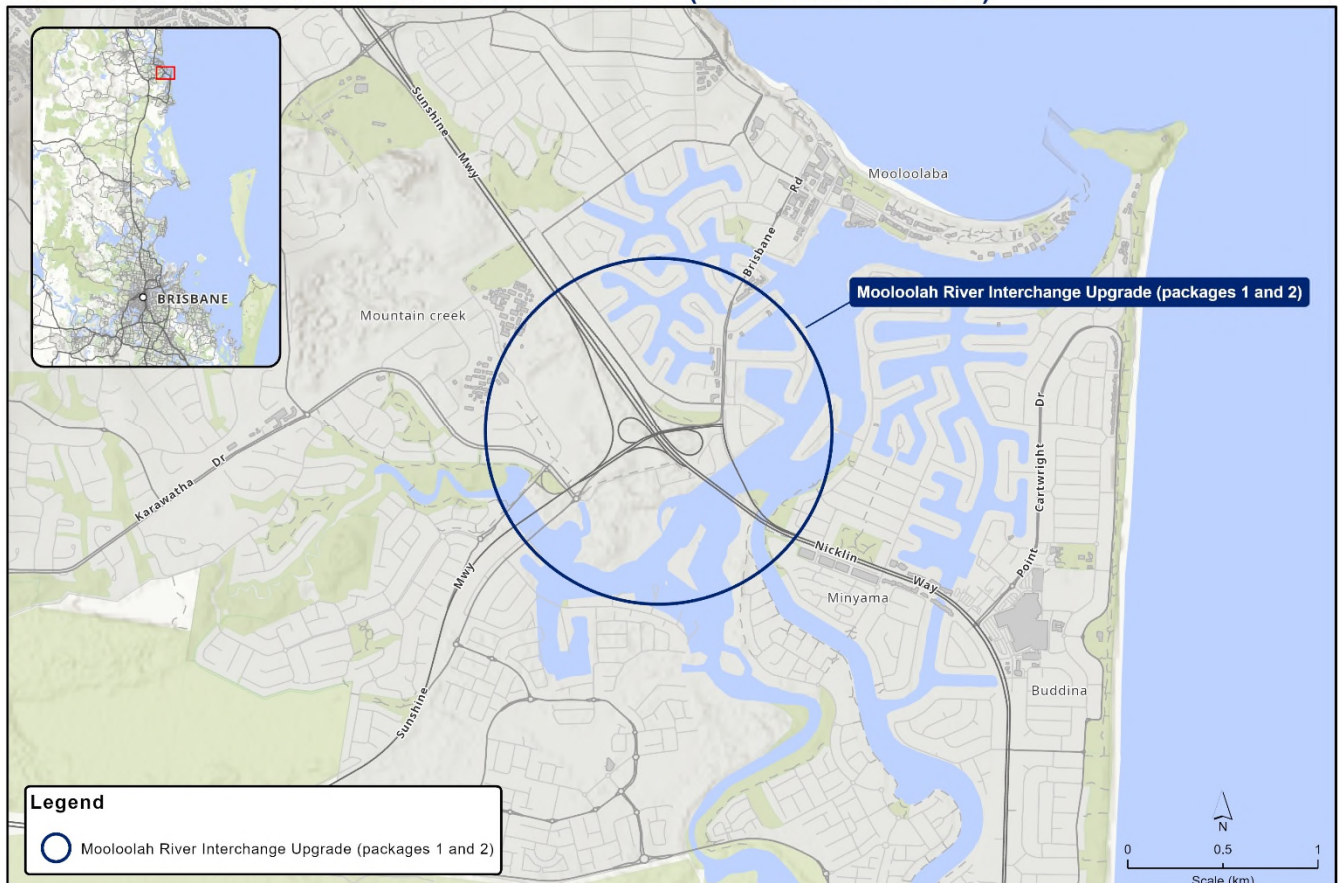 BRISBANE
Sunshine Mwy
Mooloolaba
Brisbane Rd
Mooloolah River Interchange Upgrade (packages 1 and 2)
Mountain creek
Karawatha Dr
Point Cartwright Dr
Nicklin Way
Minyama
Sunshine Mwy
Buddina
Legend
Mooloolah River Interchange Upgrade (packages 1 and 2)
N
0 0.5 1
Scale (km)